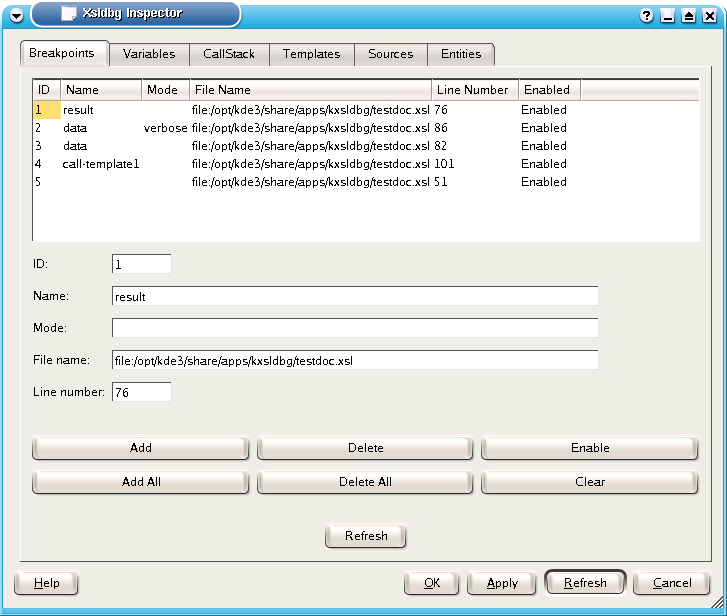 Xsldbg Inspector
Breakpoints Variables CallStack Templates Sources Entities
ID Name Mode File Name Line Number Enabled
1 result file:/opt/kde3/share/apps/kxsldbg/testdoc.xsl 76 Enabled
2 data verbose file:/opt/kde3/share/apps/kxsldbg/testdoc.xsl 86 Enabled
3 data file:/opt/kde3/share/apps/kxsldbg/testdoc.xsl 82 Enabled
4 call-template1 file:/opt/kde3/share/apps/kxsldbg/testdoc.xsl 101 Enabled
5 file:/opt/kde3/share/apps/kxsldbg/testdoc.xsl 51 Enabled
ID: 1
Name: result
Mode:
File name: file:/opt/kde3/share/apps/kxsldbg/testdoc.xsl
Line number: 76
Add Delete Enable
Add All Delete All Clear
Refresh
Help OK Apply Refresh Cancel